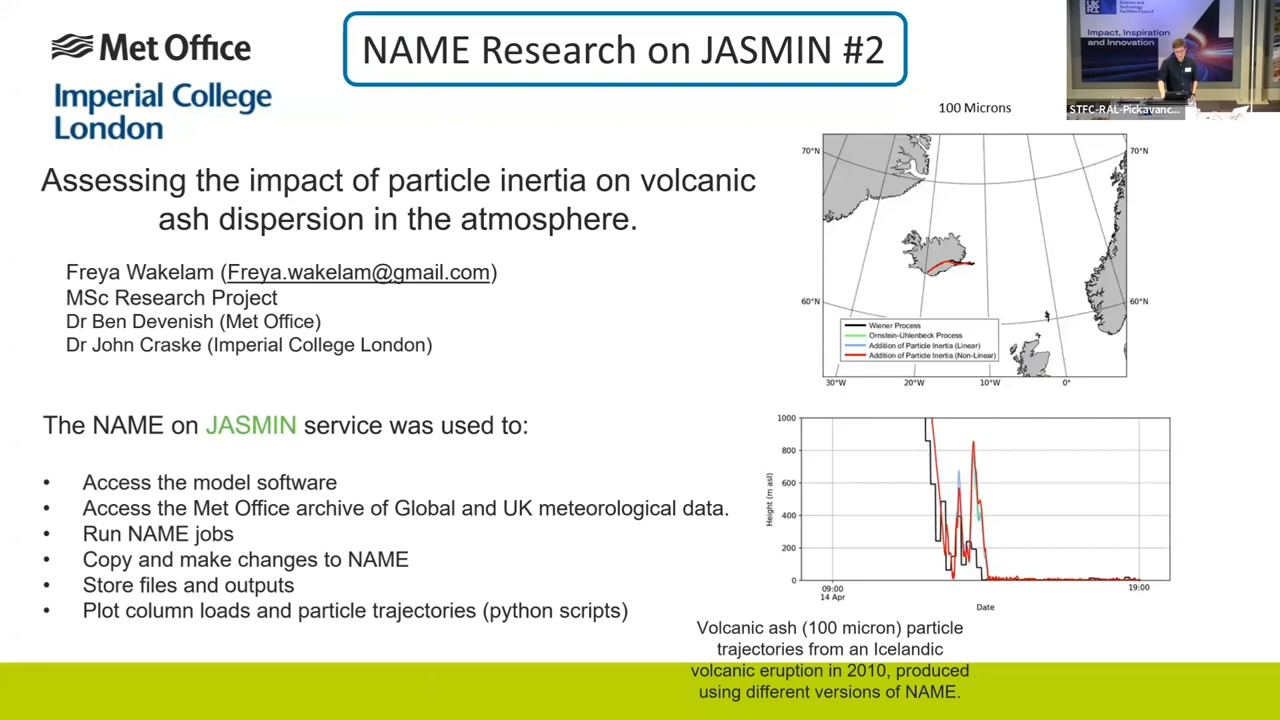 Met Office
Imperial College
London
NAME Research on JASMIN #2
Science and
Technology
Facilities Council
Impact, Inspiration
and Innovation
STFC-RAL-Pickavanc...
Assessing the impact of particle inertia on volcanic
ash dispersion in the atmosphere.
Freya Wakelam (Freya.wakelam@gmail.com)
MSc Research Project
Dr Ben Devenish (Met Office)
Dr John Craske (Imperial College London)
The NAME on JASMIN service was used to:
• Access the model software
• Access the Met Office archive of Global and UK meteorological data.
• Run NAME jobs
• Copy and make changes to NAME
• Store files and outputs
• Plot column loads and particle trajectories (python scripts)
100 Microns
70°N 70°N
60°N 60°N
Wiener Process
Ornstein-Uhlenbeck Process
Addition of Particle Inertia (Linear)
Addition of Particle Inertia (Non-Linear)
30°W 20°W 10°W 0°
1000
800
600
400
200
0
Height (m asl)
09:00 19:00
14 Apr
Date
Volcanic ash (100 micron) particle
trajectories from an Icelandic
volcanic eruption in 2010, produced
using different versions of NAME.